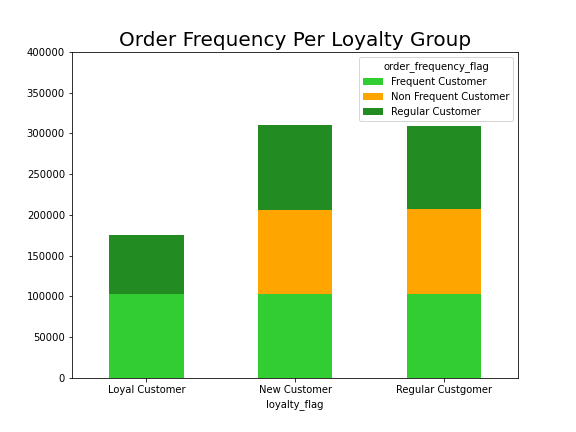 Order Frequency Per Loyalty Group
order_frequency_flag
Frequent Customer
Non Frequent Customer
Regular Customer
400000
350000
300000
250000
200000
150000
100000
50000
0
Loyal Customer
New Customer
Regular Custgomer
loyalty_flag